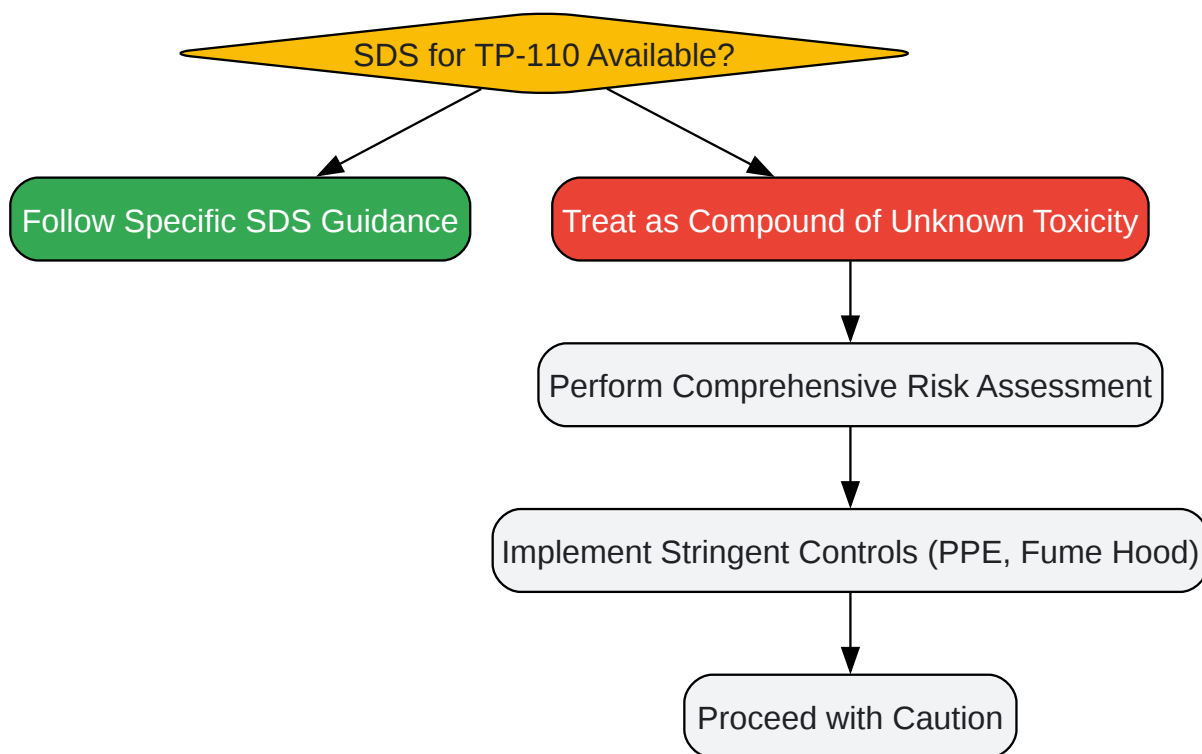 SDS for TP-110 Available?
Follow Specific SDS Guidance
Treat as Compound of Unknown Toxicity
Perform Comprehensive Risk Assessment
Implement Stringent Controls (PPE, Fume Hood)
Proceed with Caution